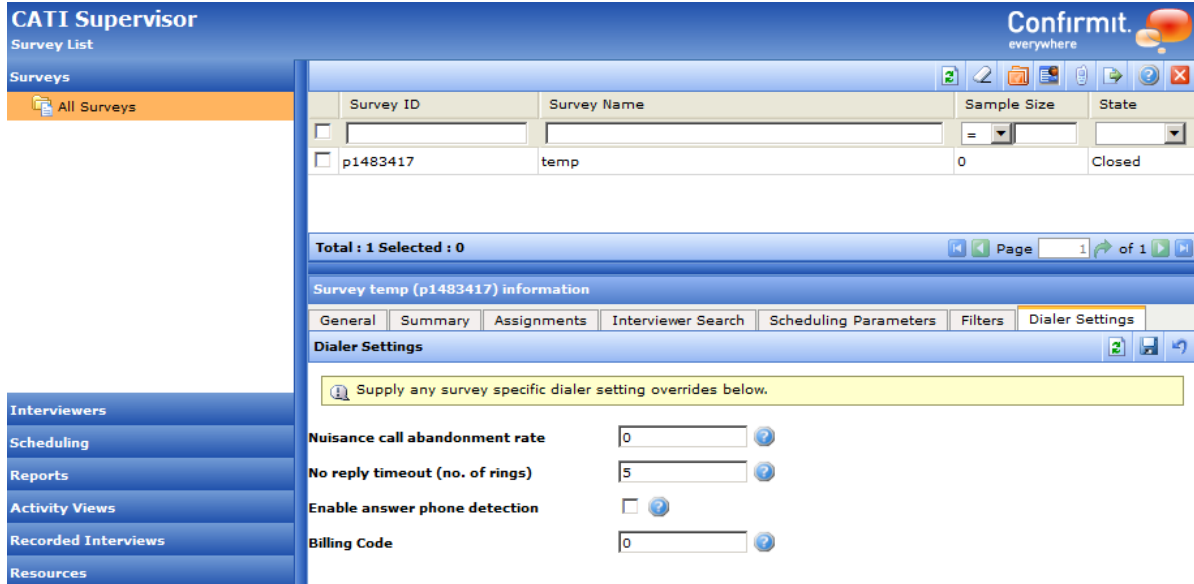 CATI Supervisor
Survey List
Confirmit.
everywhere
Surveys
All Surveys
Survey ID Survey Name Sample Size State
=
p1483417 temp 0 Closed
Total : 1 Selected : 0 Page 1 of 1
Survey temp (p1483417) information
General Summary Assignments Interviewer Search Scheduling Parameters Filters Dialer Settings
Dialer Settings
Supply any survey specific dialer setting overrides below.
Nuisance call abandonment rate 0
No reply timeout (no. of rings) 5
Enable answer phone detection
Billing Code 0
Interviewers
Scheduling
Reports
Activity Views
Recorded Interviews
Resources